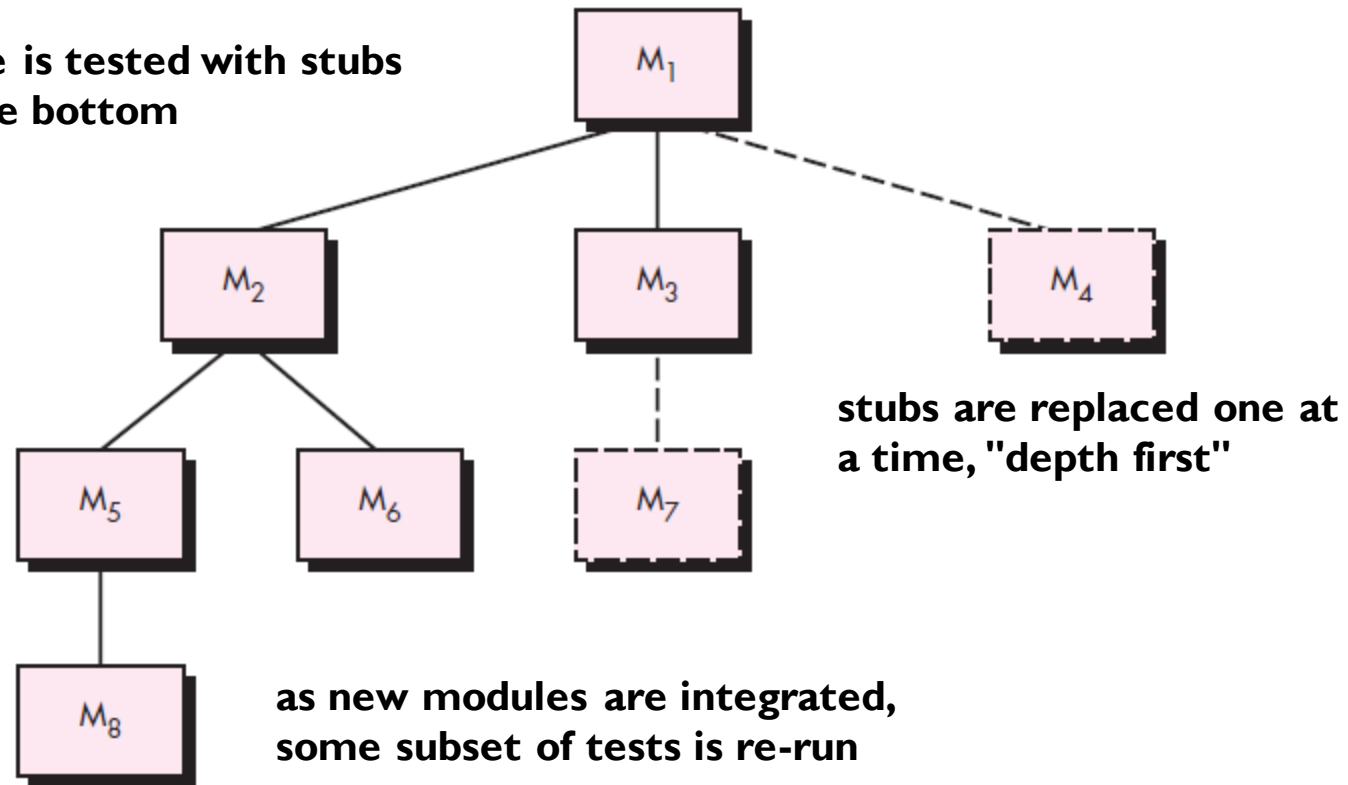 e is tested with stubs
e bottom
M1
M2
M3
M4
stubs are replaced one at
a time, "depth first"
M5
M6
M7
M8
as new modules are integrated,
some subset of tests is re-run